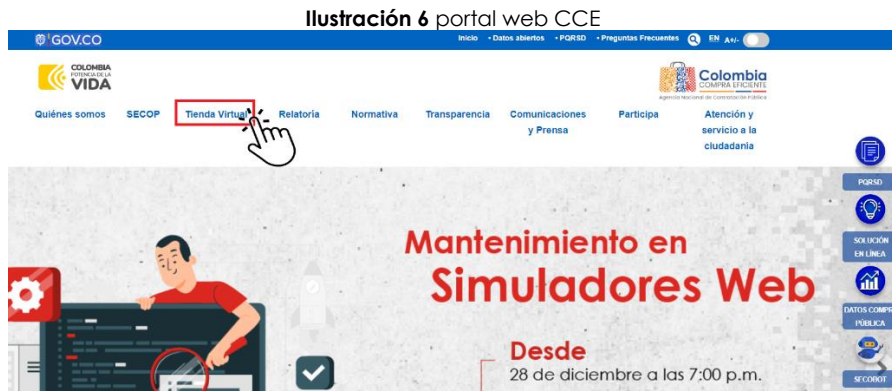 Ilustración 6 portal web CCE
GOV.CO
Inicio • Datos abiertos • PQRSD • Preguntas Frecuentes EN A+/-
COLOMBIA
POTENCIA DE LA
VIDA
Colombia
COMPRA EFICIENTE
Agencia Nacional de Contratación Pública
Quiénes somos SECOP Tienda Virtual Relatoría Normativa Transparencia Comunicaciones y Prensa Participa Atención y servicio a la ciudadania
PQRSD
SOLUCIÓN
EN LÍNEA
DATOS COMPR
PÚBLICA
SECOBOT
Mantenimiento en
Simuladores Web
Desde
28 de diciembre a las 7:00 p.m.